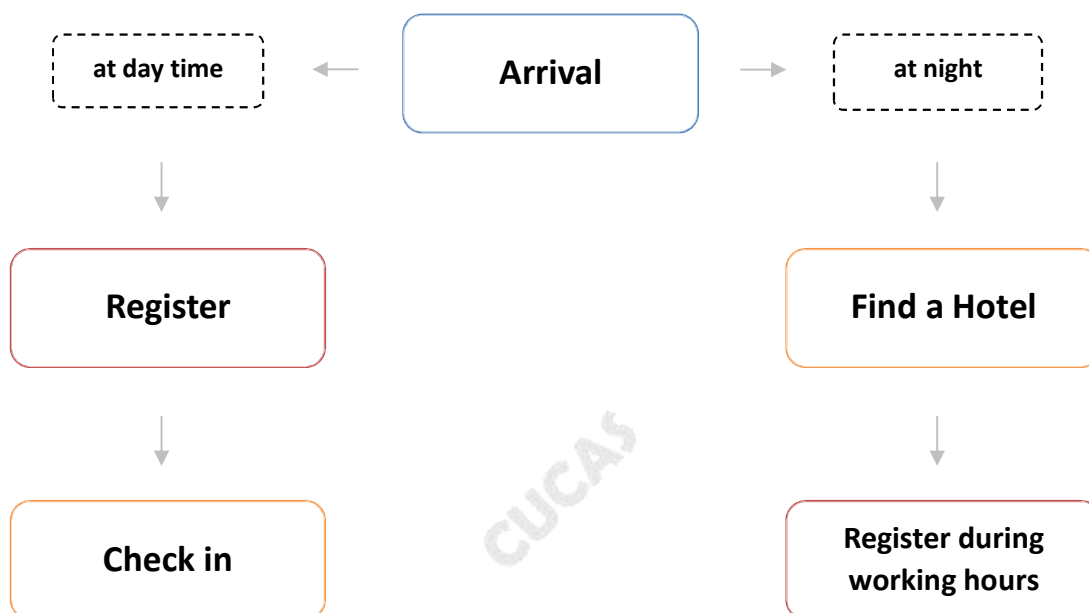 at day time
Arrival
at night
Register
Find a Hotel
CUCAS
Check in
Register during
working hours